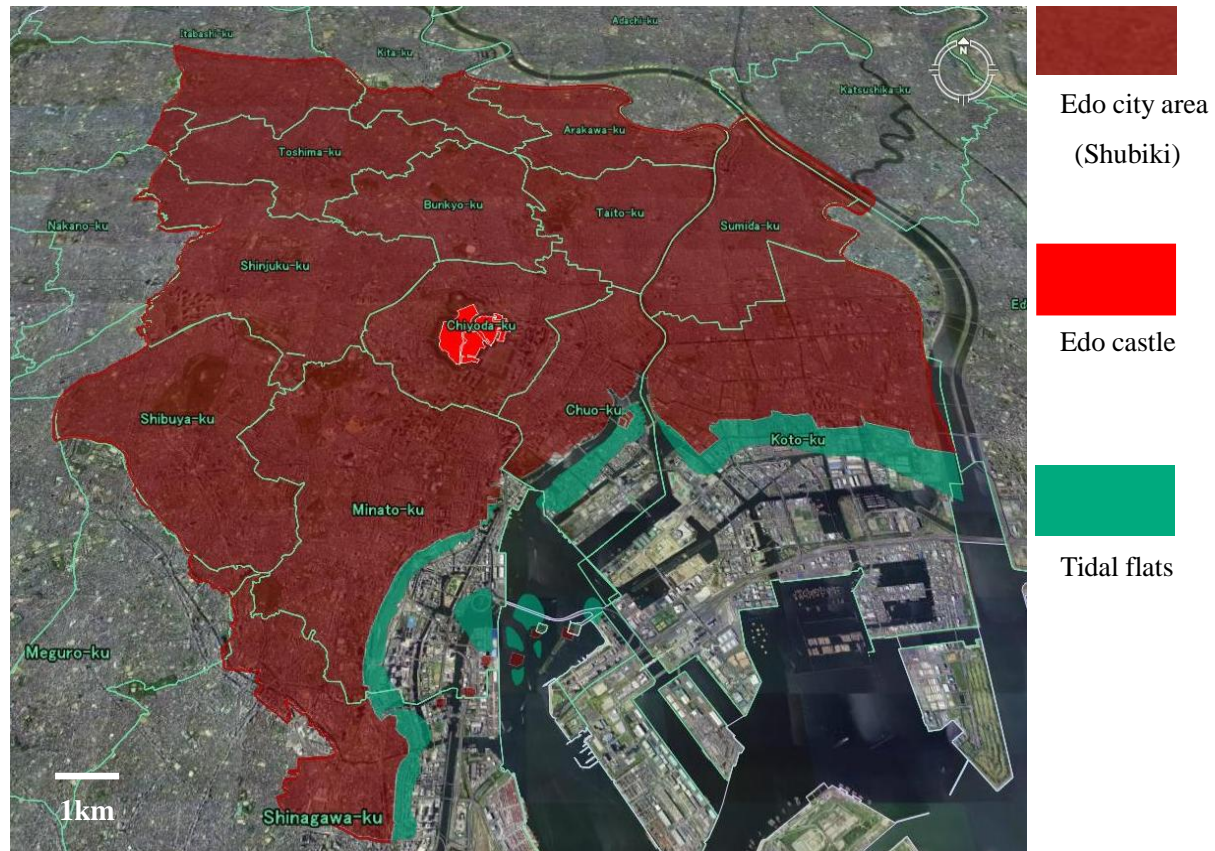 Itabashi-ku
Kita-ku
Adachi-ku
N
Katsushika-ku
Arakawa-ku
Toshima-ku
Bunkyo-ku
Taito-ku
Sumida-ku
Nakano-ku
Shinjuku-ku
Chiyoda-ku
Ed
Shibuya-ku
Chuo-ku
Koto-ku
Minato-ku
Meguro-ku
1km
Shinagawa-ku
Edo city area
(Shubiki)
Edo castle
Tidal flats